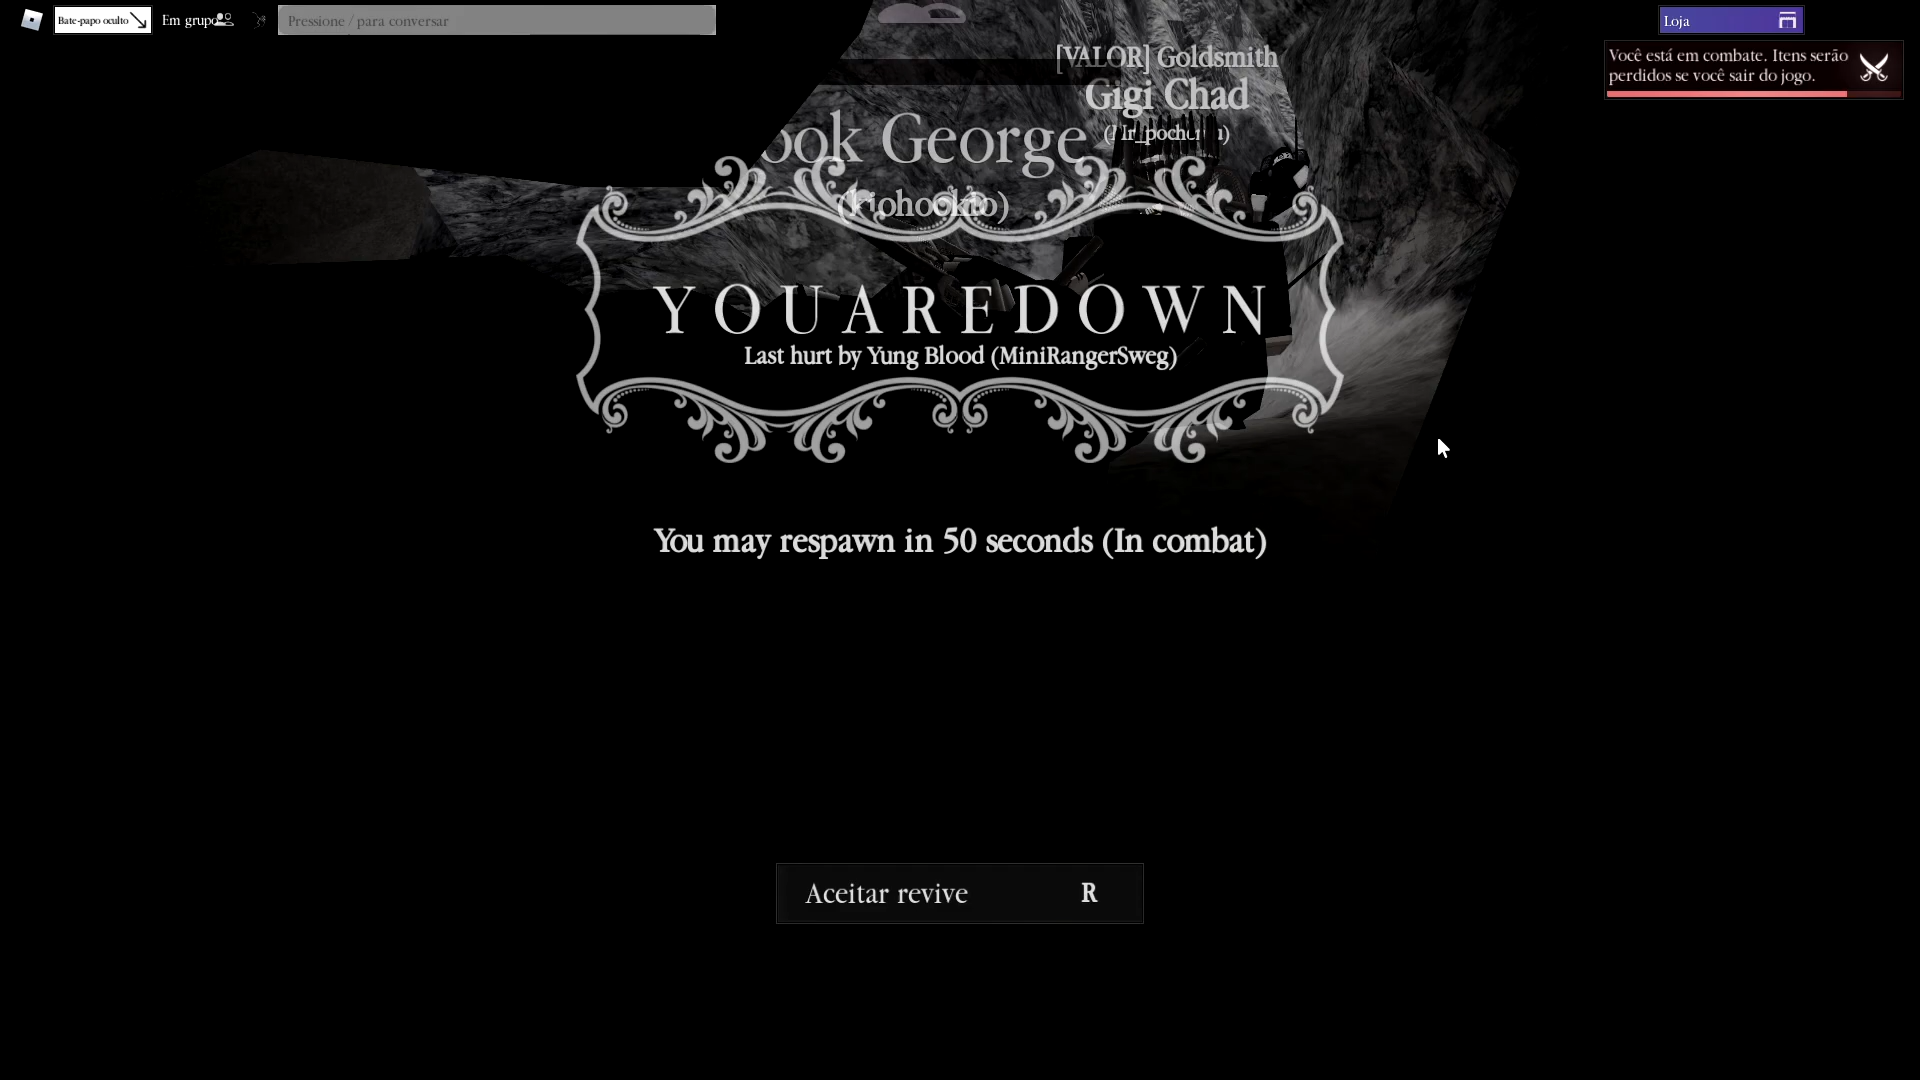 Bate-papo oculto
Em grupo
Pressione / para conversar
Loja
Você está em combate. Itens serão
perdidos se você sair do jogo.
[VALOR] Goldsmith
Gigi Chad
George
(kiohookio)
YOUAREDOWN
Last hurt by Yung Blood (MiniRangerSweg)
You may respawn in 50 seconds (In combat)
Aceitar revive R